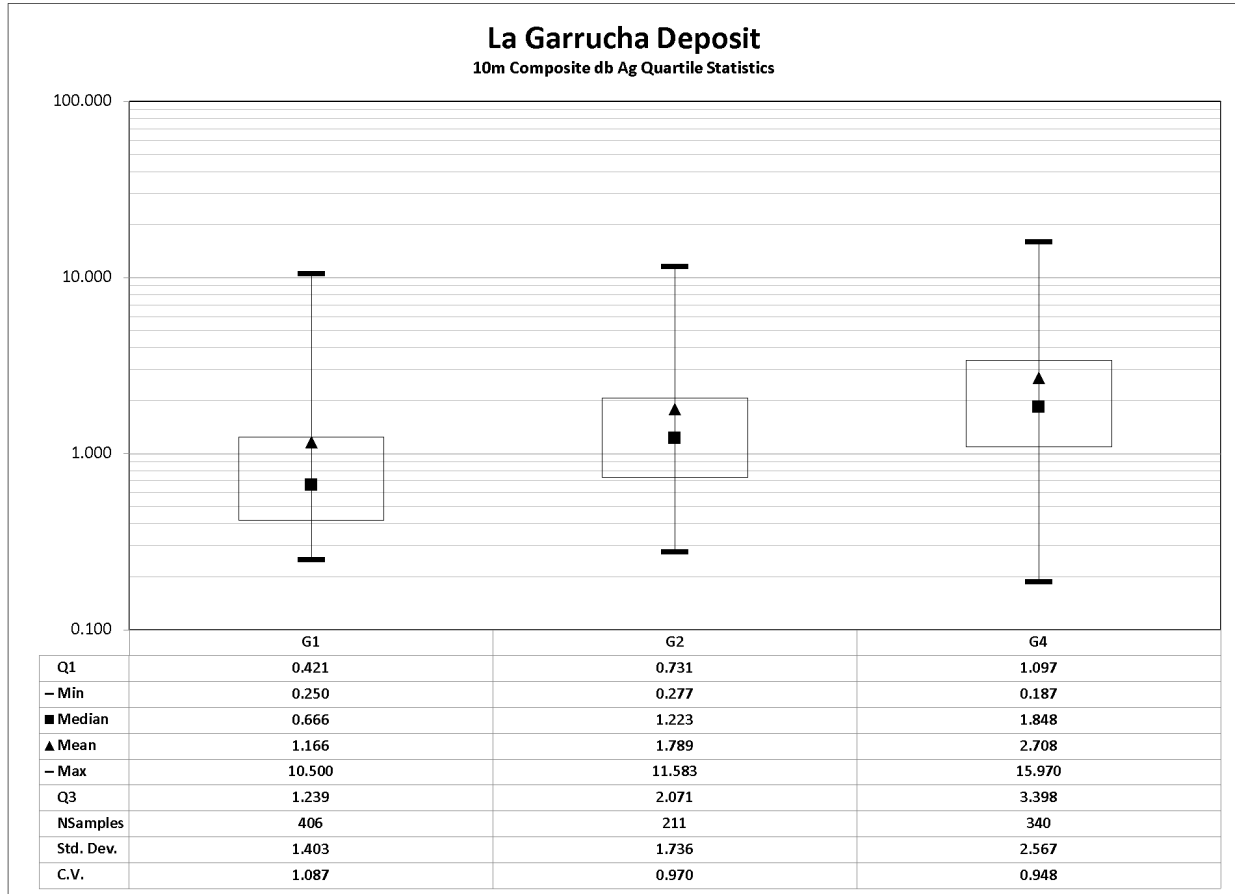 La Garrucha Deposit
10m Composite db Ag Quartile Statistics
100.000
10.000
1.000
0.100
G1 G2 G4
Q1 0.421 0.731 1.097
– Min 0.250 0.277 0.187
■ Median 0.666 1.223 1.848
▲ Mean 1.166 1.789 2.708
– Max 10.500 11.583 15.970
Q3 1.239 2.071 3.398
NSamples 406 211 340
Std. Dev. 1.403 1.736 2.567
C.V. 1.087 0.970 0.948